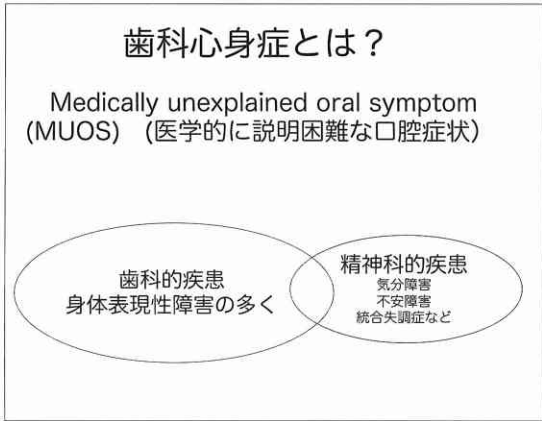 歯科心身症とは？
Medically unexplained oral symptom
(MUOS) (医学的に説明困難な口腔症状)
歯科的疾患
身体表現性障害の多く
精神科的疾患
気分障害
不安障害
統合失調症など